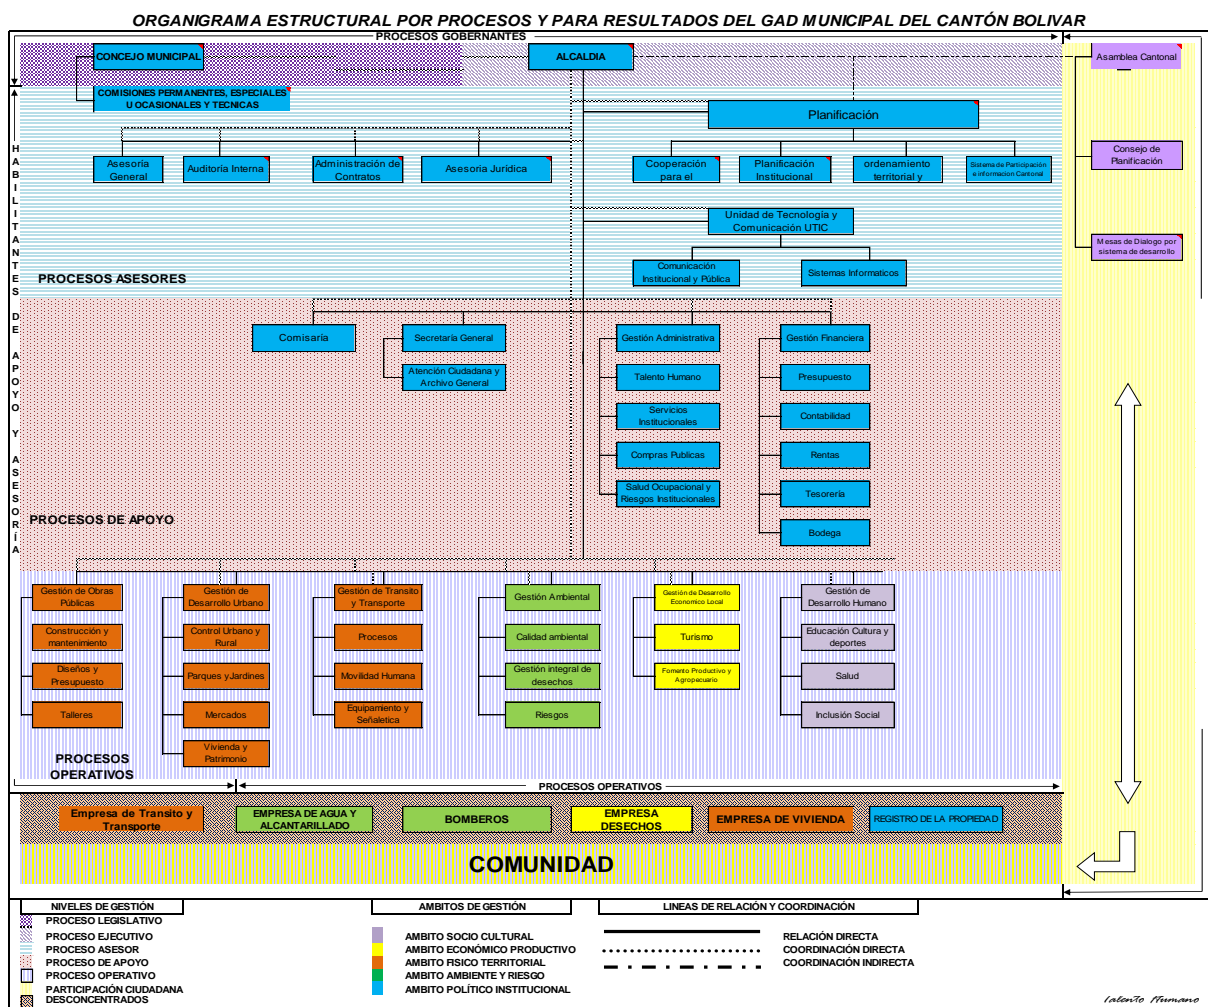 ORGANIGRAMA ESTRUCTURAL POR PROCESOS Y PARA RESULTADOS DEL GAD MUNICIPAL DEL CANTÓN BOLIVAR
PROCESOS GOBERNANTES
CONCEJO MUNICIPAL
ALCALDIA
Asamblea Cantonal
COMISIONES PERMANENTES, ESPECIALES
U OCASIONALES Y TECNICAS
Planificación
HABILITANTES DE APOYO Y ASESORÍA
Asesoría
General
Auditoría Interna
Administración de
Contratos
Asesoría Jurídica
Cooperación
para el
Planificación
Institucional
ordenamiento
territorial y
Sistema de Participación
e informacion Cantonal
Consejo de
Planificación
Unidad de Tecnología y
Comunicación UTIC
Mesas de Dialogo por
sistema de desarrollo
Comunicación
Institucional y Pública
Sistemas Informaticos
PROCESOS ASESORES
Comisaría
Secretaría General
Gestión Administrativa
Gestión Financiera
Atención Ciudadana y
Archivo General
Talento Humano
Presupuesto
Servicios
Institucionales
Contabilidad
Compras Publicas
Rentas
Salud Ocupacional y
Riesgos Institucionales
Tesorería
PROCESOS DE APOYO
Bodega
Gestión de Obras
Públicas
Gestión de
Desarrollo Urbano
Gestión de Transito
y Transporte
Gestión Ambiental
Gestión de Desarrollo
Economico Local
Gestión de
Desarrollo Humano
Construcción y
mantenimiento
Control Urbano y
Rural
Procesos
Calidad ambiental
Turismo
Educación Cultura y
deportes
Diseños y
Presupuesto
Parques y Jardines
Movilidad Humana
Gestión integral de
desechos
Fomento Productivo y
Agropecuario
Salud
Talleres
Mercados
Equipamiento y
Señaletica
Riesgos
Inclusión Social
Vivienda y
Patrimonio
PROCESOS
OPERATIVOS
PROCESOS OPERATIVOS
Empresa de Transito y
Transporte
EMPRESA DE AGUA Y
ALCANTARILLADO
BOMBEROS
EMPRESA
DESECHOS
EMPRESA DE VIVIENDA
REGISTRO DE LA PROPIEDAD
COMUNIDAD
NIVELES DE GESTIÓN
PROCESO LEGISLATIVO
PROCESO EJECUTIVO
PROCESO ASESOR
PROCESO DE APOYO
PROCESO OPERATIVO
PARTICIPACIÓN CIUDADANA
DESCONCENTRADOS
AMBITOS DE GESTIÓN
AMBITO SOCIO CULTURAL
AMBITO ECONÓMICO PRODUCTIVO
AMBITO FISICO TERRITORIAL
AMBITO AMBIENTE Y RIESGO
AMBITO POLÍTICO INSTITUCIONAL
LINEAS DE RELACIÓN Y COORDINACIÓN
RELACIÓN DIRECTA
COORDINACIÓN DIRECTA
COORDINACIÓN INDIRECTA
Talento Humano